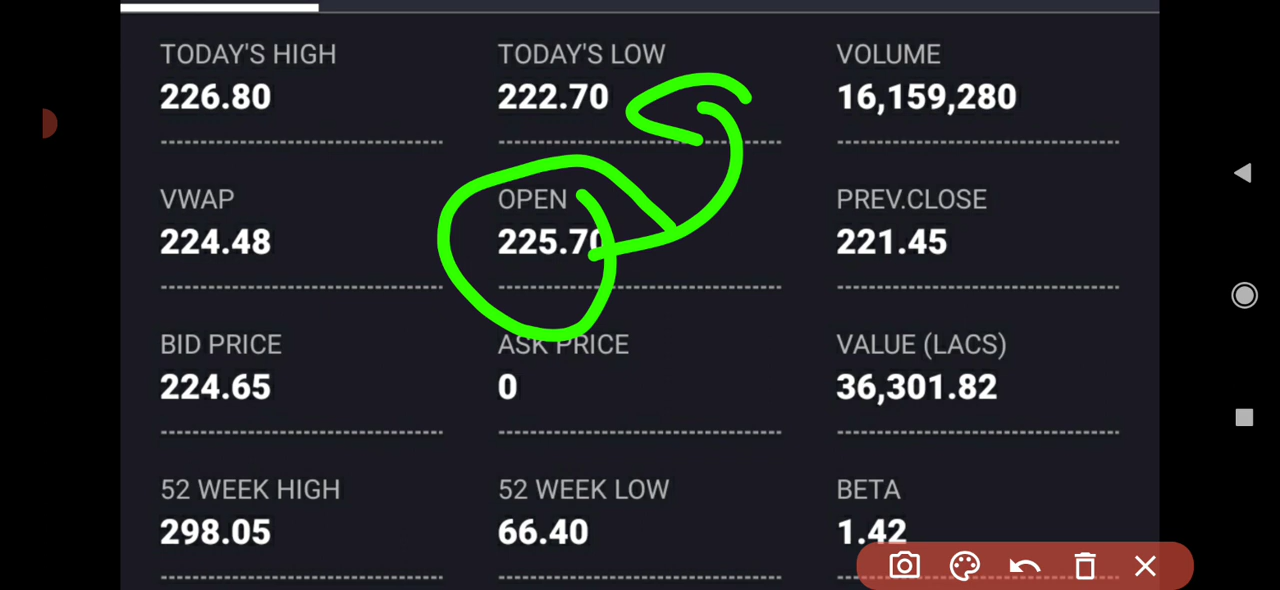 TODAY'S HIGH TODAY'S LOW VOLUME
226.80 222.70 16,159,280
VWAP OPEN PREV.CLOSE
224.48 225.70 221.45
BID PRICE ASK PRICE VALUE (LACS)
224.65 0 36,301.82
52 WEEK HIGH 52 WEEK LOW BETA
298.05 66.40 1.42